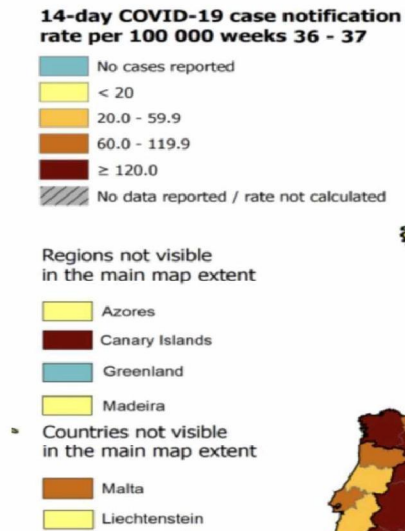 14-day COVID-19 case notification
rate per 100 000 weeks 36 - 37
No cases reported
< 20
20.0 - 59.9
60.0 - 119.9
≥ 120.0
No data reported / rate not calculated
Regions not visible
in the main map extent
Azores
Canary Islands
Greenland
Madeira
Countries not visible
in the main map extent
Malta
Liechtenstein